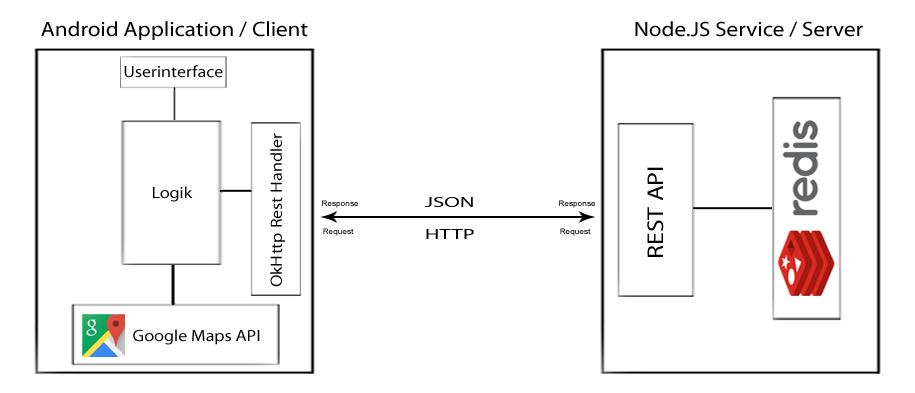 Android Application / Client
Node.JS Service / Server
Userinterface
Logik
OkHttp Rest Handler
g
Google Maps API
Response
JSON
Response
Request
HTTP
Request
REST API
redis